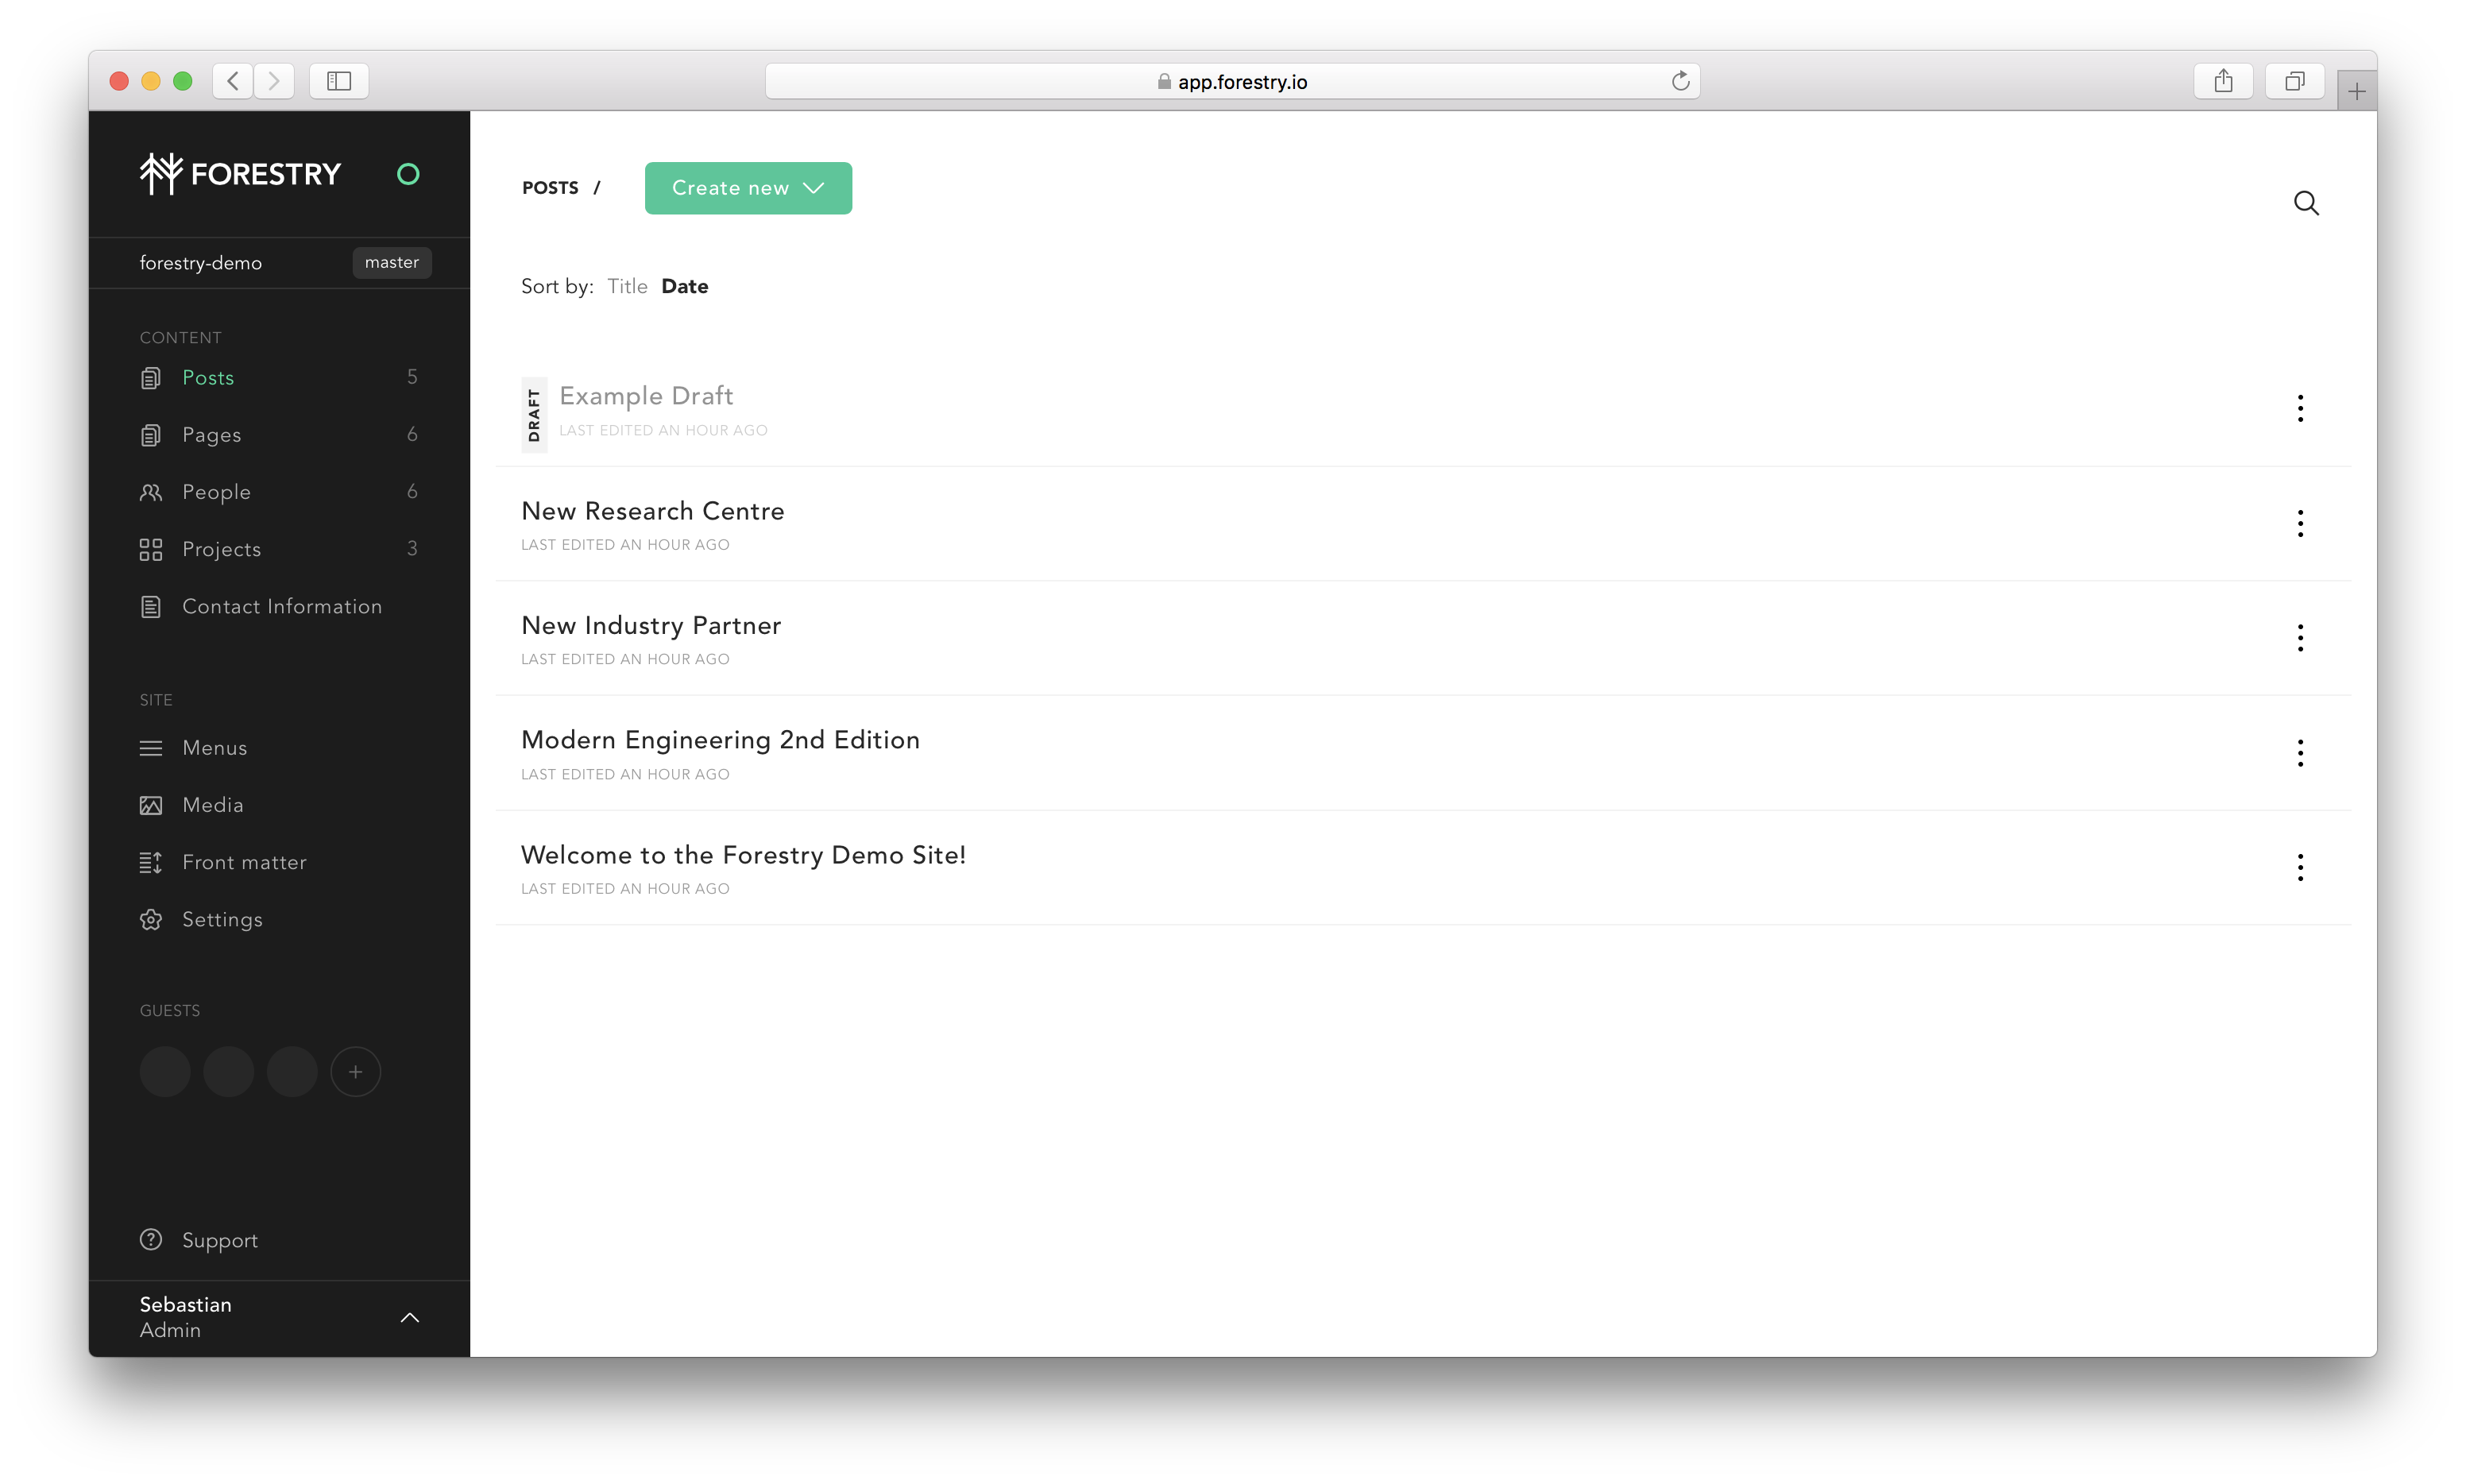 app.forestry.io
FORESTRY
forestry-demo master
CONTENT
Posts 5
Pages 6
People 6
Projects 3
Contact Information
SITE
Menus
Media
Front matter
Settings
GUESTS
Support
Sebastian
Admin
POSTS / Create new
Sort by: Title Date
DRAFT
Example Draft
LAST EDITED AN HOUR AGO
New Research Centre
LAST EDITED AN HOUR AGO
New Industry Partner
LAST EDITED AN HOUR AGO
Modern Engineering 2nd Edition
LAST EDITED AN HOUR AGO
Welcome to the Forestry Demo Site!
LAST EDITED AN HOUR AGO